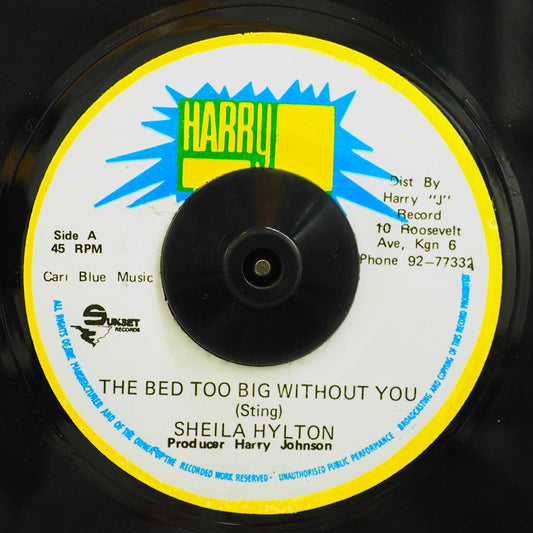 HARRY
Dist By
Harry "J"
Record
10 Roosevelt
Ave, Kgn 6
Phone 92-77332
Side A
45 RPM
Cari Blue Music
SUNSET
RECORDS
THE BED TOO BIG WITHOUT YOU
(Sting)
SHEILA HYLTON
Producer Harry Johnson
ALL RIGHTS OF THE MANUFACTURER AND OF THE OWNER OF THE RECORDED WORK RESERVED - UNAUTHORISED PUBLIC PERFORMANCE BROADCASTING AND COPYING OF THIS RECORD PROHIBITED